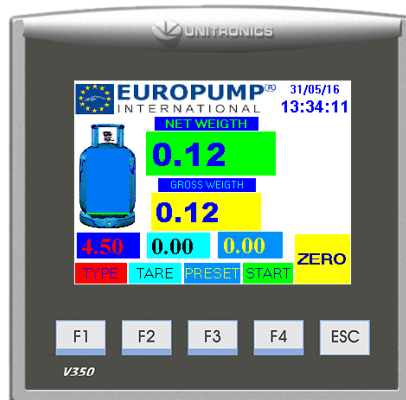 UNITRONICS
EUROPUMP® 31/05/16
INTERNATIONAL 13:34:11
NET WEIGTH
0.12
GROSS WEIGTH
0.12
4.50 0.00 0.00
TYPE TARE PRESET START ZERO
F1 F2 F3 F4 ESC
V350